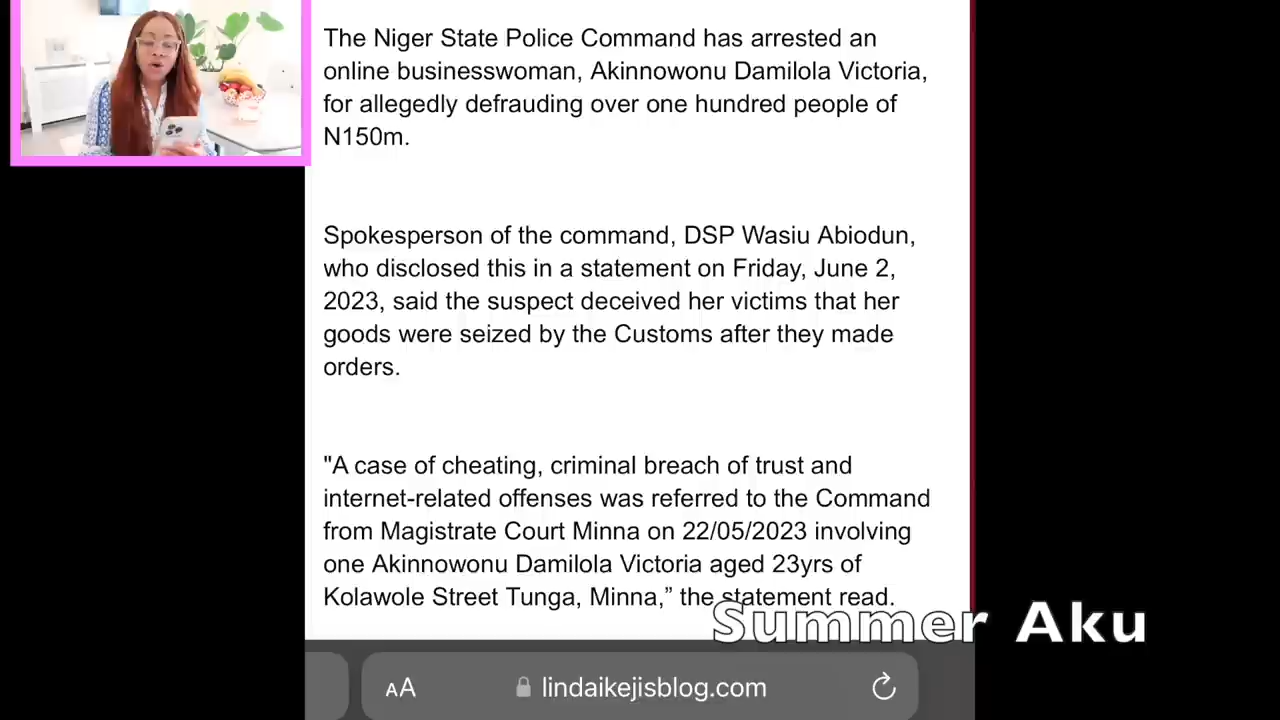 The Niger State Police Command has arrested an
online businesswoman, Akinnowonu Damilola Victoria,
for allegedly defrauding over one hundred people of
N150m.
Spokesperson of the command, DSP Wasiu Abiodun,
who disclosed this in a statement on Friday, June 2,
2023, said the suspect deceived her victims that her
goods were seized by the Customs after they made
orders.
"A case of cheating, criminal breach of trust and
internet-related offenses was referred to the Command
from Magistrate Court Minna on 22/05/2023 involving
one Akinnowonu Damilola Victoria aged 23yrs of
Kolawole Street Tunga, Minna,” the statement read.
Summer Aku
AA lindaikejisblog.com